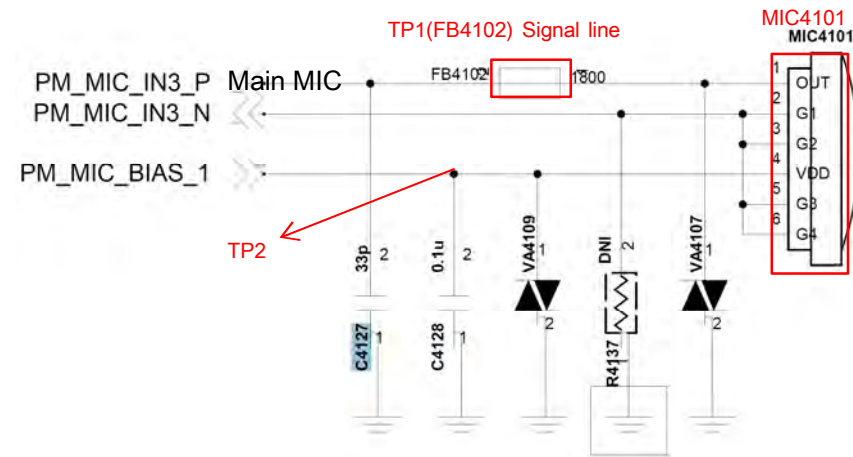 TP1(FB4102) Signal line
MIC4101
MIC4101
PM_MIC_IN3_P Main MIC
FB4102
1800
1
OUT
PM_MIC_IN3_N
2
G1
3
G2
PM_MIC_BIAS_1
4
VDD
5
G3
6
G4
TP2
33p
2
0.1u
2
VA4109
1
DNI
2
VA4107
1
C4127
1
C4128
1
2
R4137
2